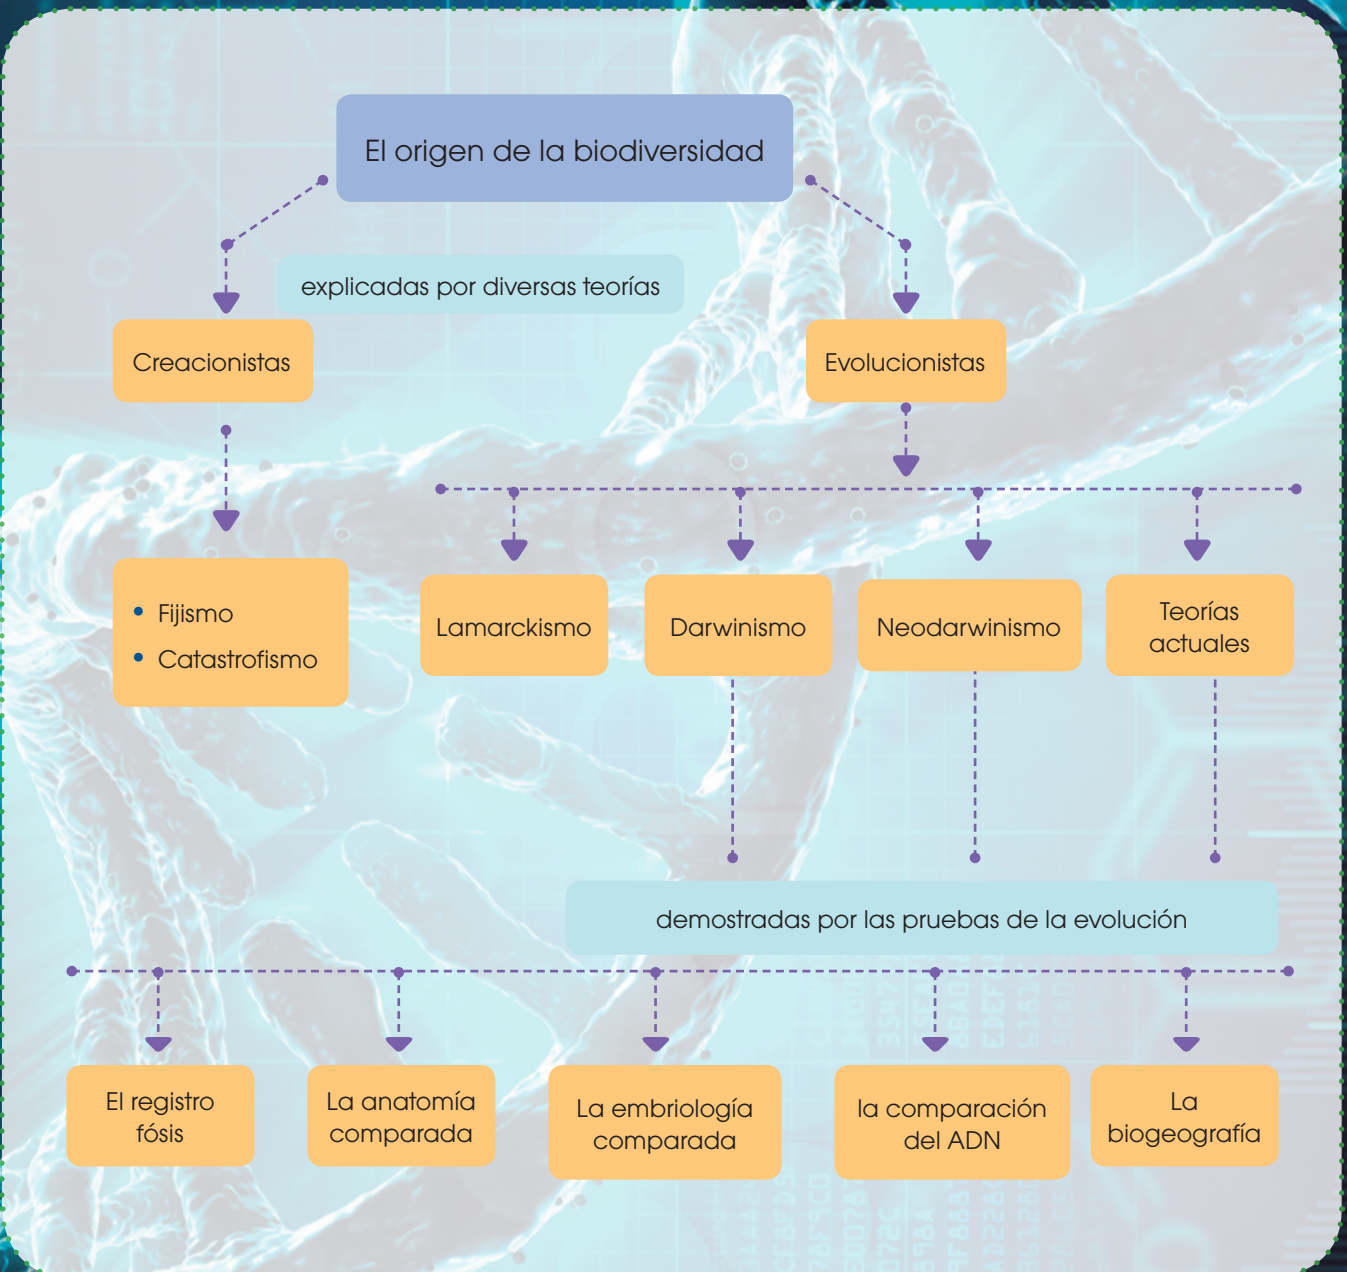 El origen de la biodiversidad
explicadas por diversas teorías
Creacionistas
Evolucionistas
• Fijismo
• Catastrofismo
Lamarckismo
Darwinismo
Neodarwinismo
Teorías
actuales
demostradas por las pruebas de la evolución
El registro
fósis
La anatomía
comparada
La embriología
comparada
la comparación
del ADN
La
biogeografía